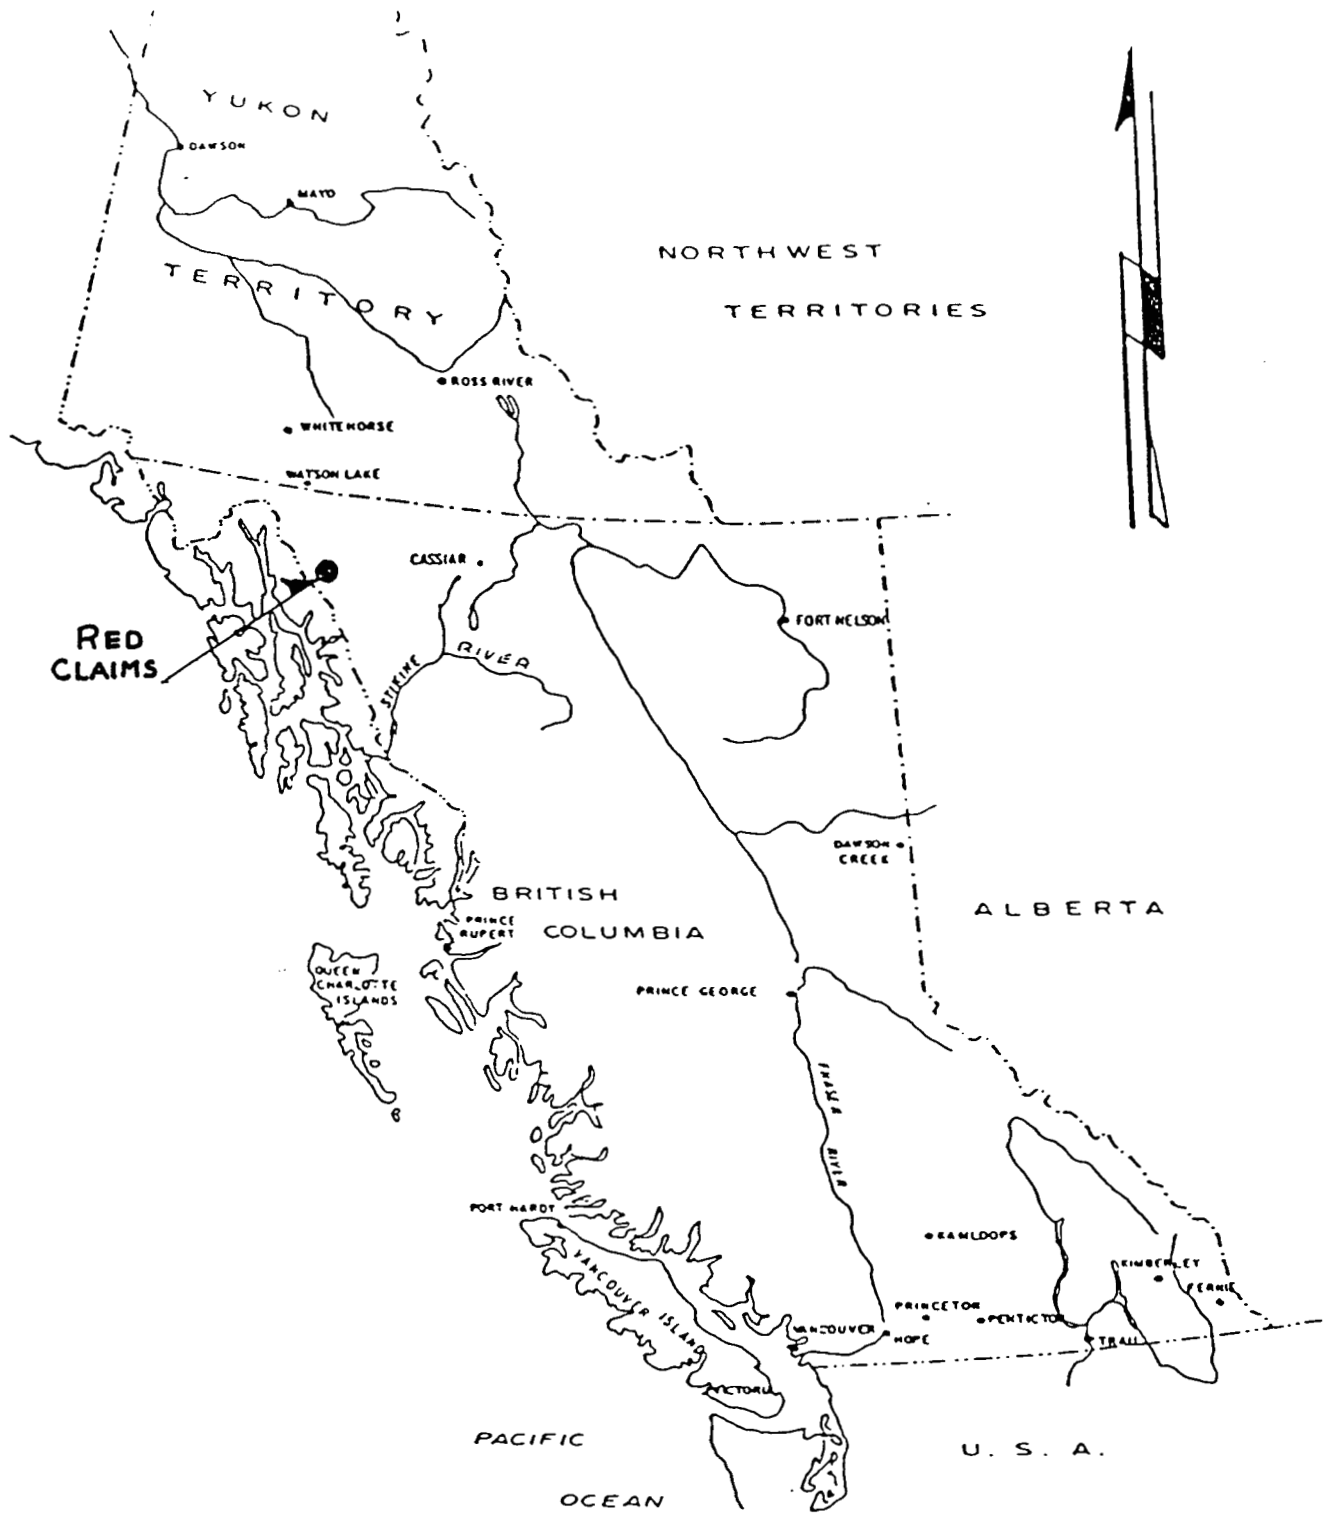 YUKON
DAWSON
MAYO
NORTHWEST
TERRITORY
TERRITORIES
ROSS RIVER
WHITEHORSE
WATSON LAKE
CASSIAR
FORT NELSON
RED
CLAIMS
RIVER
STIKINE
DAWSON
CREEK
BRITISH
ALBERTA
PRINCE
RUPERT
COLUMBIA
QUEEN
CHARLOTTE
ISLANDS
PRINCE GEORGE
FRASER
RIVER
PORT HARDY
KAMLOOPS
VANCOUVER ISLAND
KIMBERLEY
FERNIE
PRINCETON
PENTICTON
VANCOUVER
HOPE
TRAIL
VICTORIA
PACIFIC
U. S. A.
OCEAN